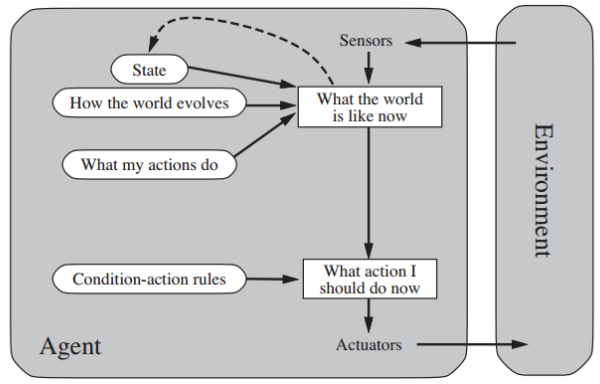 Sensors
State
How the world evolves
What the world
is like now
What my actions do
Environment
Condition-action rules
What action I
should do now
Agent
Actuators